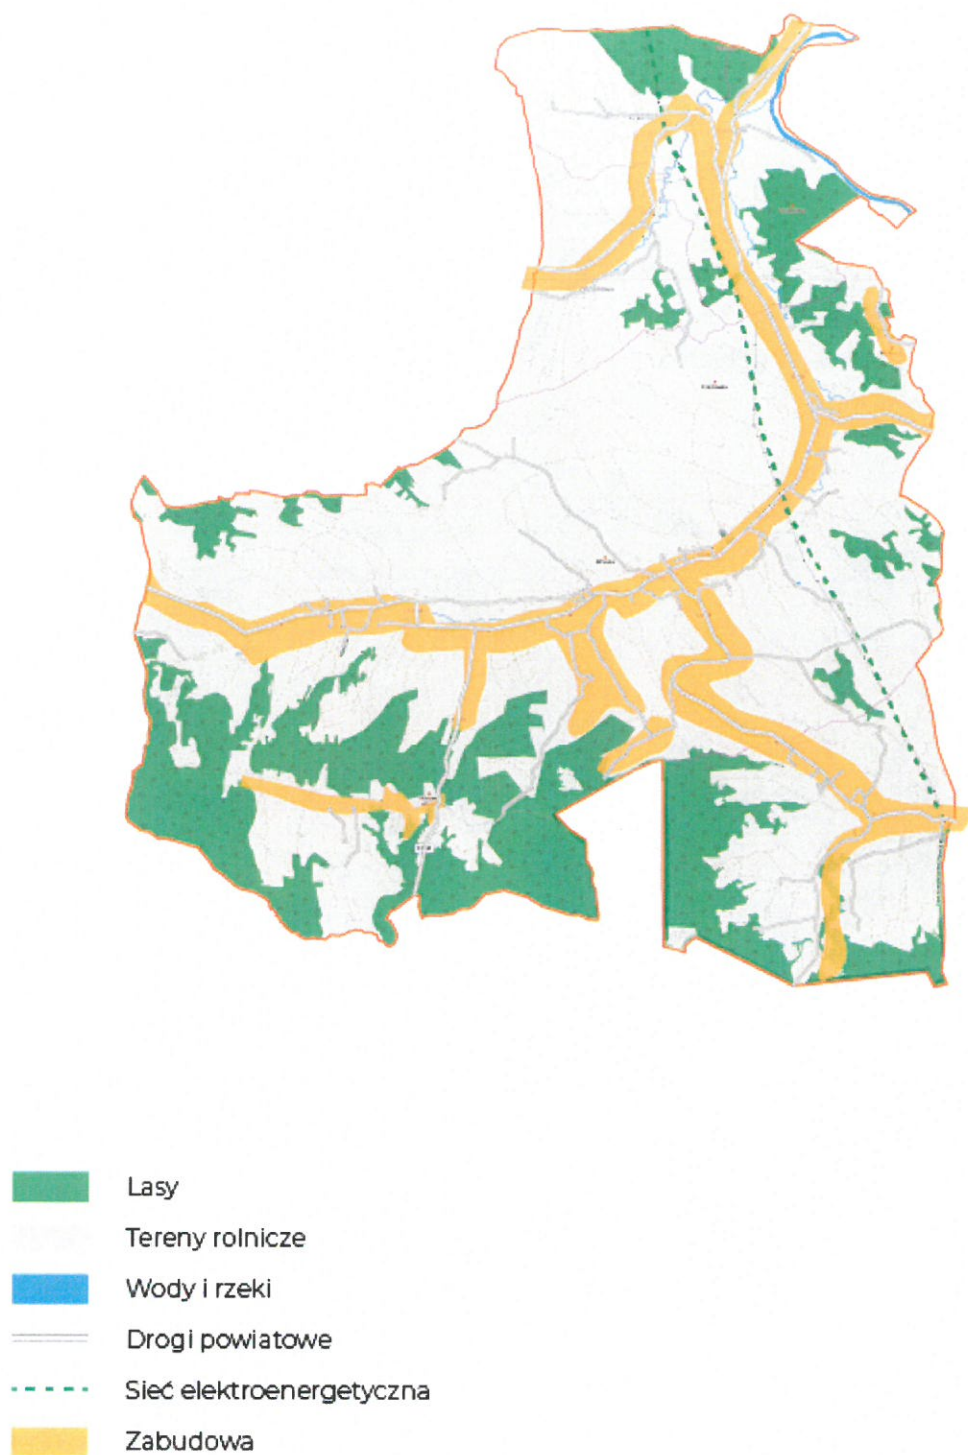 Lasy
Tereny rolnicze
Wody i rzeki
Drogi powiatowe
Sieć elektroenergetyczna
Zabudowa